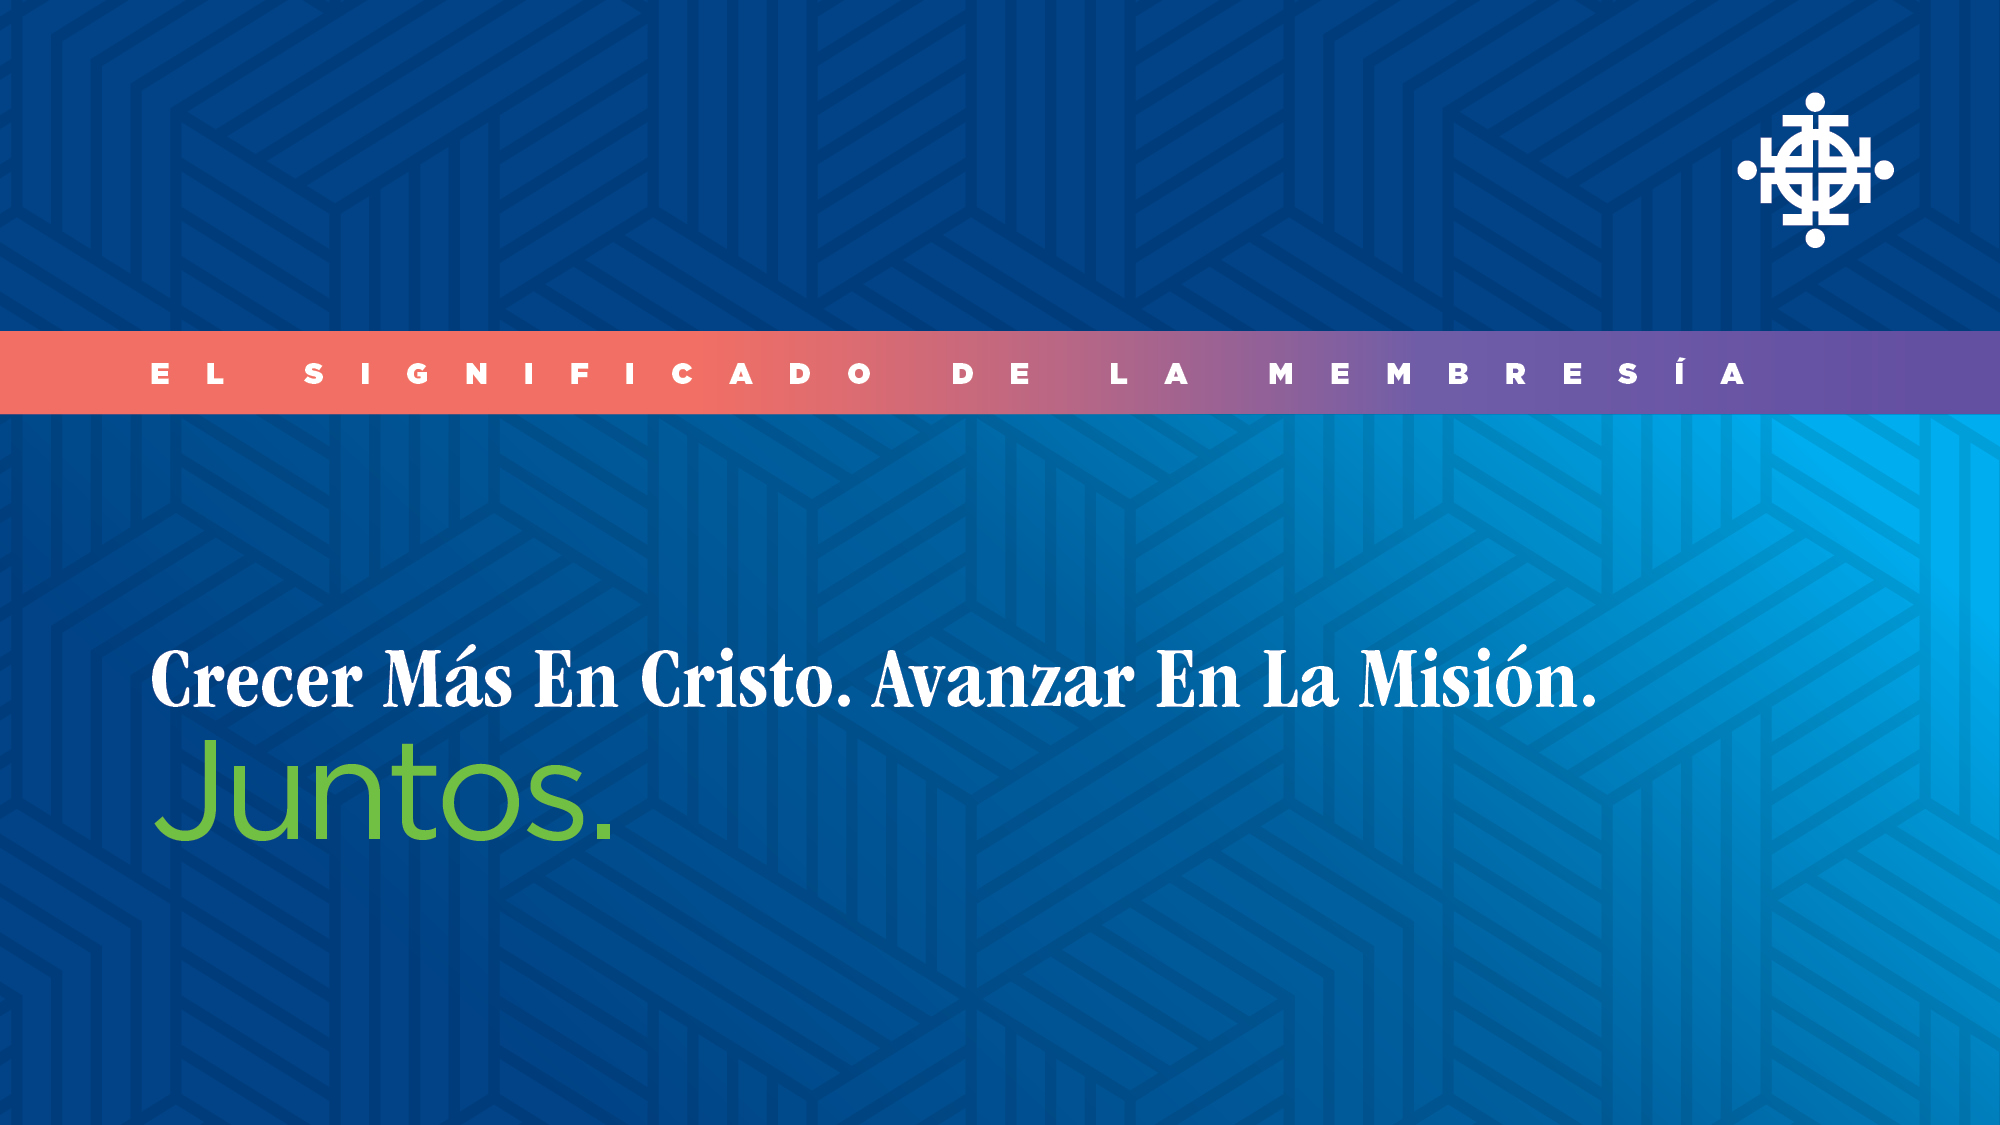 EL SIGNIFICADO DE LA MEMBRESÍA
Crecer Más En Cristo. Avanzar En La Misión.
Juntos.